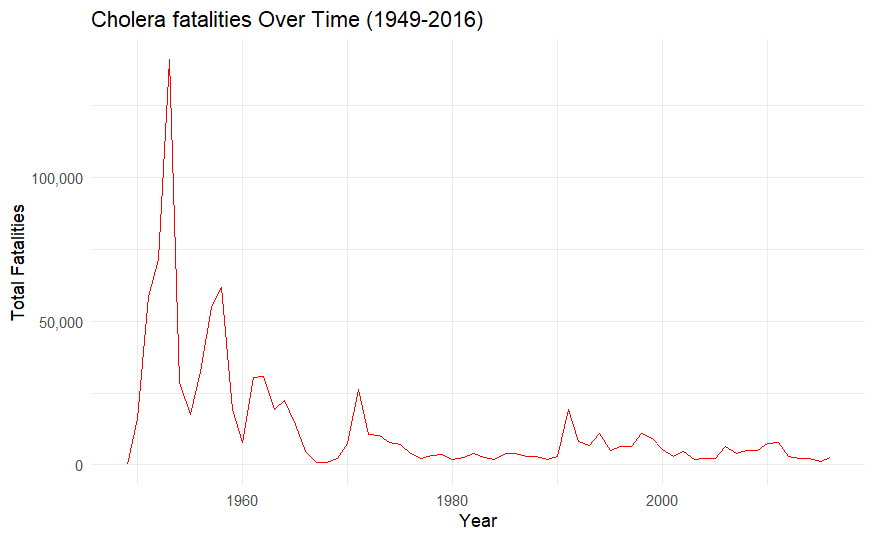 Cholera fatalities Over Time (1949-2016)
Total Fatalities
100,000
50,000
0
1960
1980
2000
Year